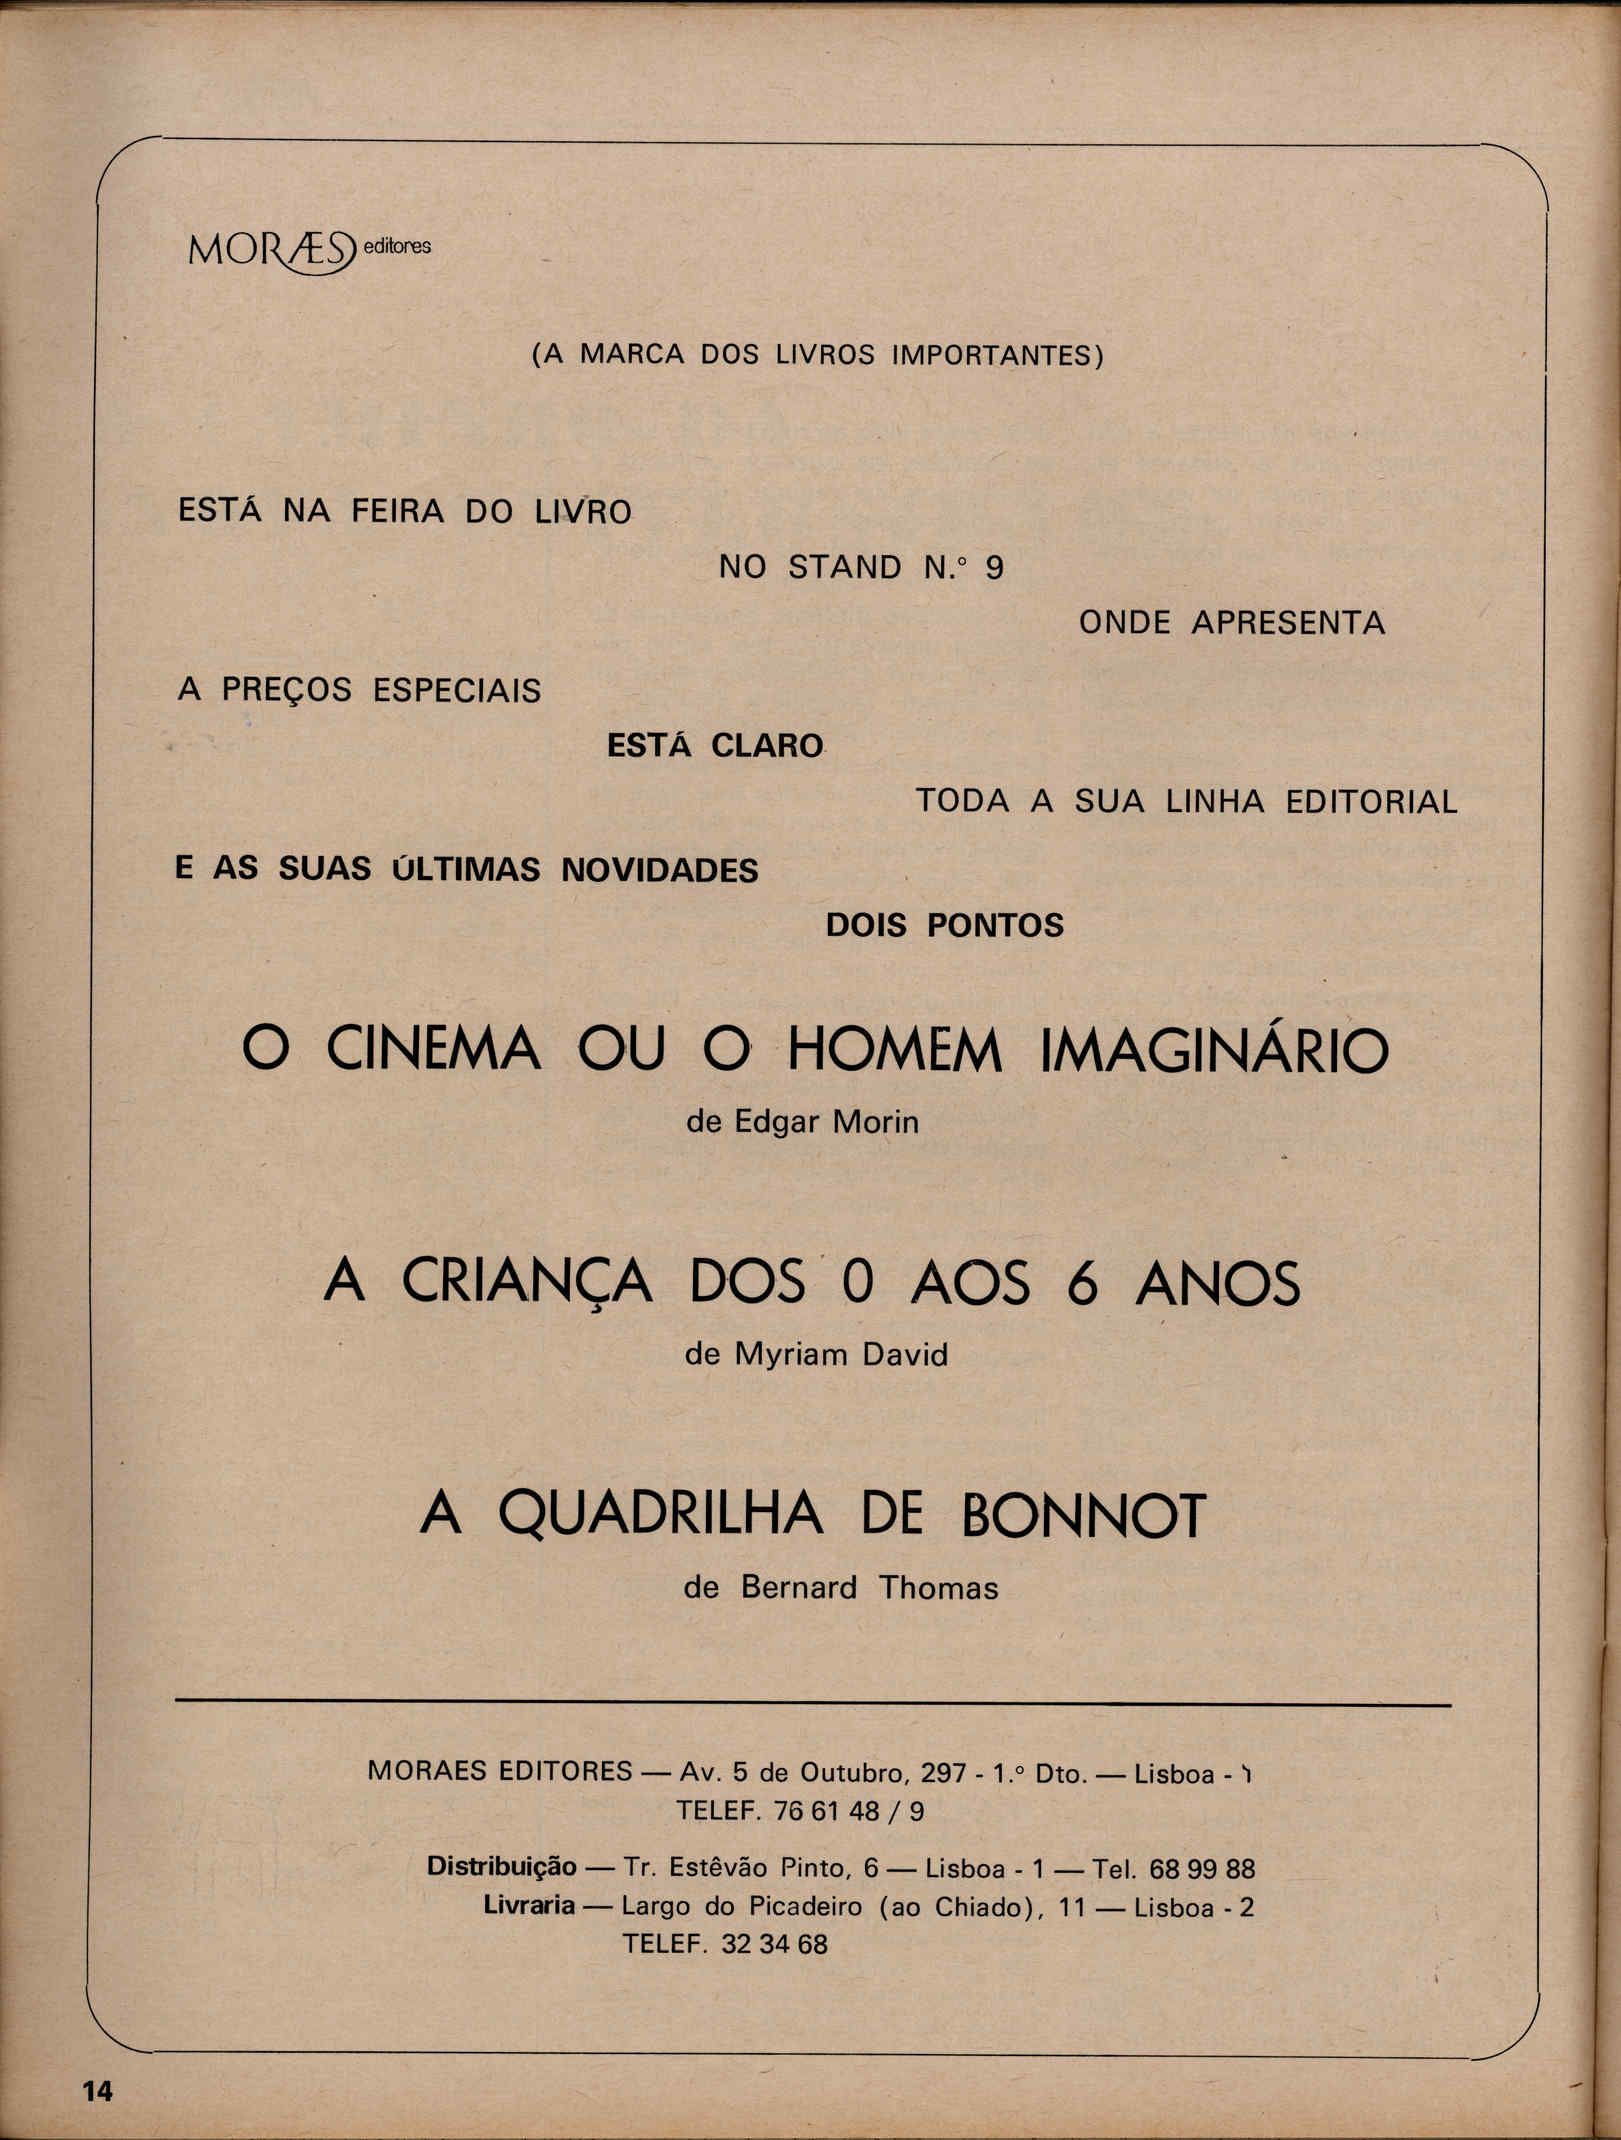 MORÆS editores
(A MARCA DOS LIVROS IMPORTANTES)
ESTÁ NA FEIRA DO LIVRO
NO STAND N.º 9
ONDE APRESENTA
A PREÇOS ESPECIAIS
ESTÁ CLARO
TODA A SUA LINHA EDITORIAL
E AS SUAS ÚLTIMAS NOVIDADES
DOIS PONTOS
O CINEMA OU O HOMEM IMAGINÁRIO
de Edgar Morin
A CRIANÇA DOS 0 AOS 6 ANOS
de Myriam David
A QUADRILHA DE BONNOT
de Bernard Thomas
MORAES EDITORES — Av. 5 de Outubro, 297 - 1.º Dto. — Lisboa - 1
TELEF. 76 61 48 / 9
Distribuição — Tr. Estêvão Pinto, 6 — Lisboa - 1 — Tel. 68 99 88
Livraria — Largo do Picadeiro (ao Chiado), 11 — Lisboa - 2
TELEF. 32 34 68
14